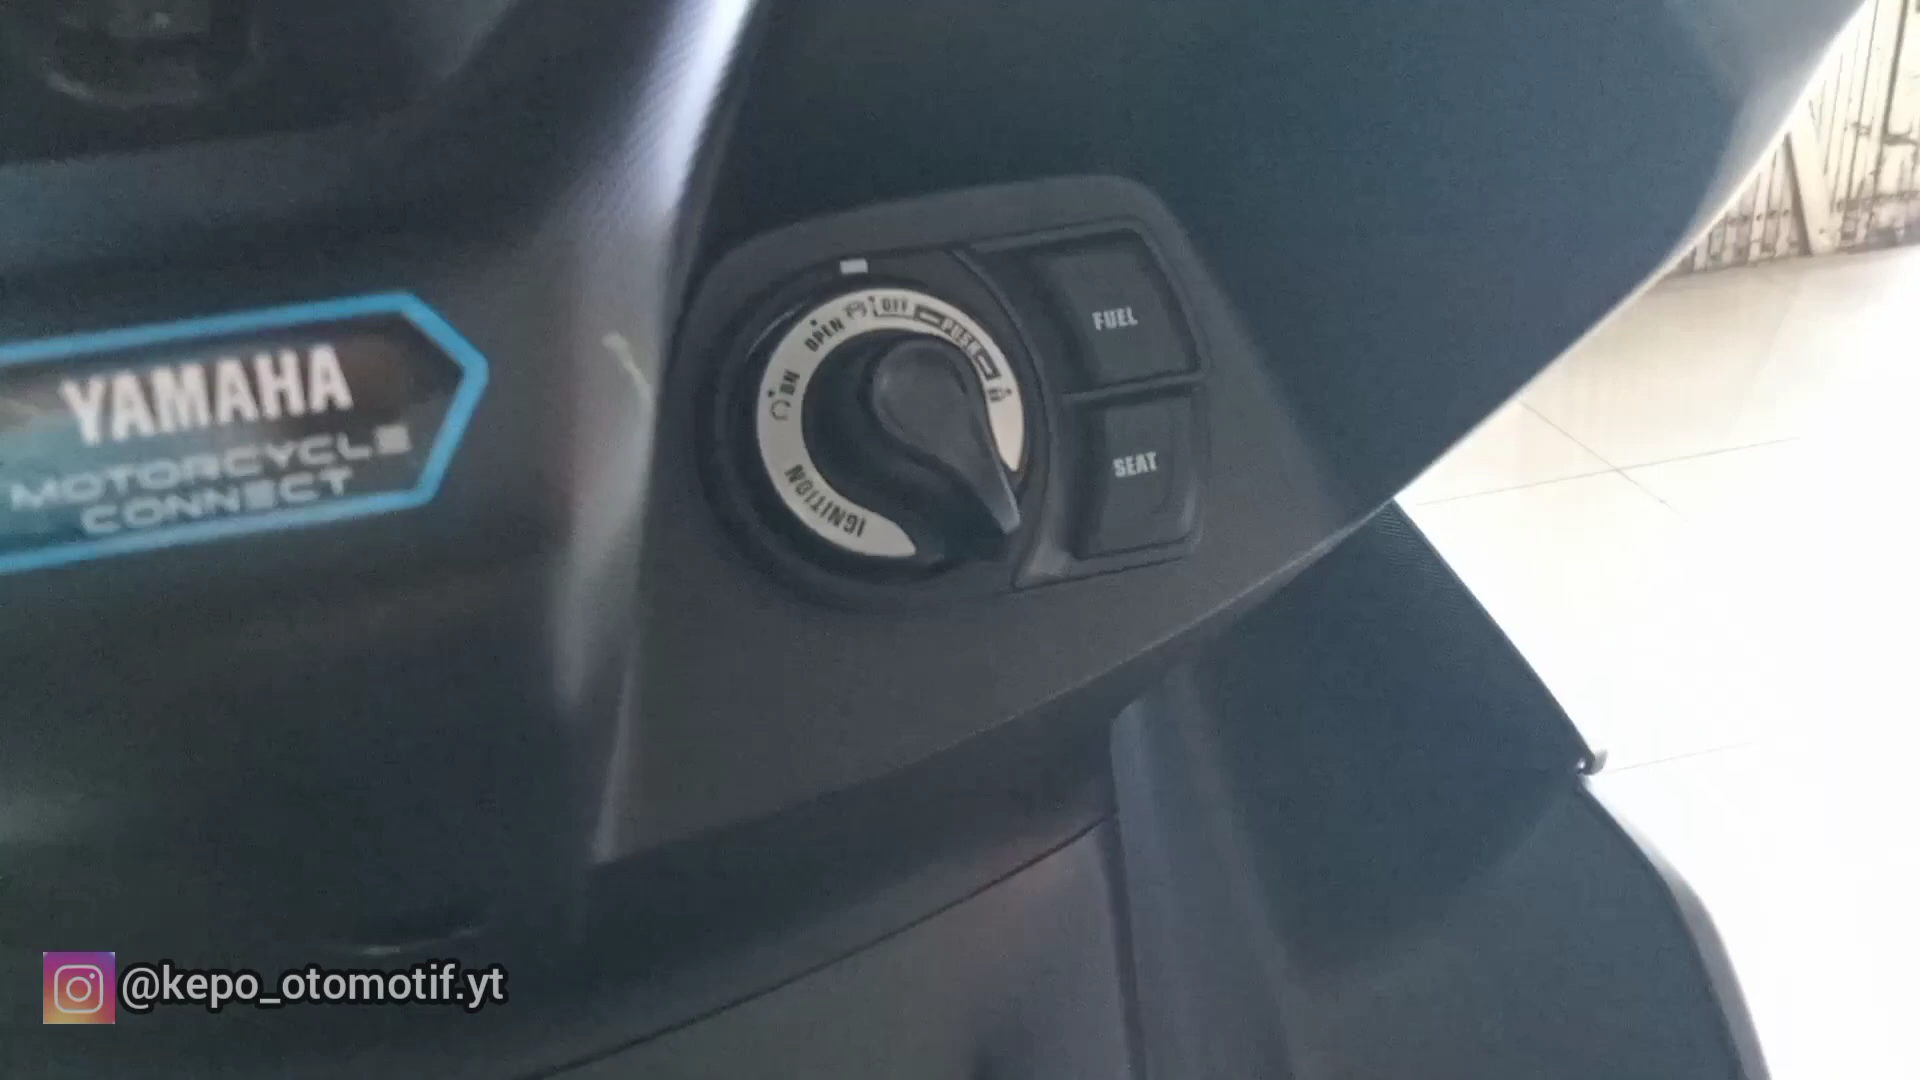 YAMAHA
MOTORCYCLE
CONNECT
ON
OPEN
OFF
PUSH
IGNITION
FUEL
SEAT
@kepo_otomotif.yt